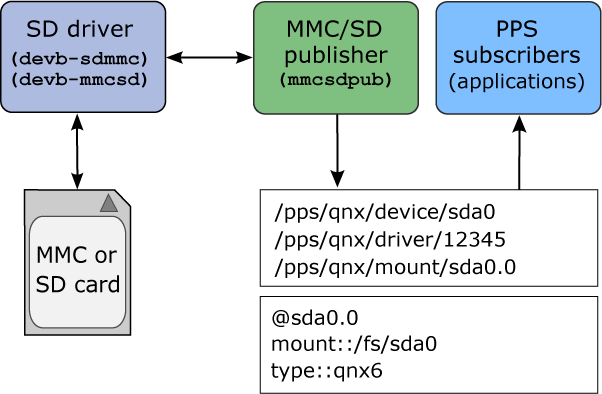 SD driver
(devb-sdmmc)
(devb-mmcsd)
MMC/SD
publisher
(mmcsdpub)
PPS
subscribers
(applications)
MMC or
SD card
/pps/qnx/device/sda0
/pps/qnx/driver/12345
/pps/qnx/mount/sda0.0
@sda0.0
mount::/fs/sda0
type::qnx6